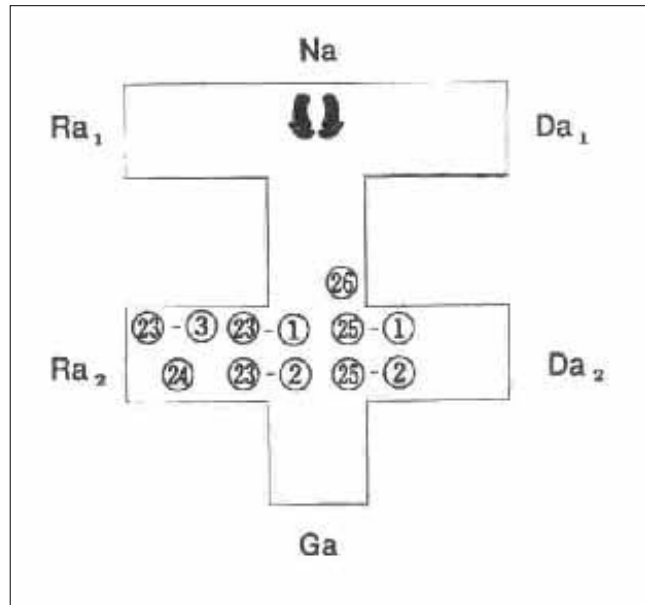 Na
Ra₁ Da₁
㉖
㉓-③ ㉓-① ㉕-①
Ra₂ ㉔ ㉓-② ㉕-② Da₂
Ga